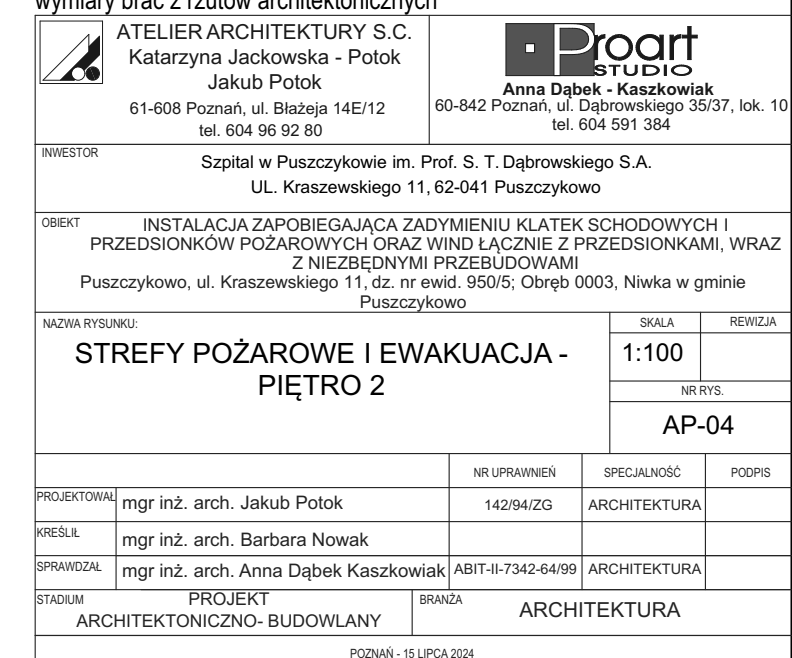 wymiary brać z rzutów architektonicznych
ATELIER ARCHITEKTURY S.C.
Katarzyna Jackowska - Potok
Jakub Potok
61-608 Poznań, ul. Błażeja 14E/12
tel. 604 96 92 80
Proart
STUDIO
Anna Dąbek - Kaszkowiak
60-842 Poznań, ul. Dąbrowskiego 35/37, lok. 10
tel. 604 591 384
INWESTOR
Szpital w Puszczykowie im. Prof. S. T. Dąbrowskiego S.A.
UL. Kraszewskiego 11, 62-041 Puszczykowo
OBIEKT
INSTALACJA ZAPOBIEGAJĄCA ZADYMIENIU KLATEK SCHODOWYCH I
PRZEDSIONKÓW POŻAROWYCH ORAZ WIND ŁĄCZNIE Z PRZEDSIONKAMI, WRAZ
Z NIEZBĘDNYMI PRZEBUDOWAMI
Puszczykowo, ul. Kraszewskiego 11, dz. nr ewid. 950/5; Obręb 0003, Niwka w gminie
Puszczykowo
NAZWA RYSUNKU:
STREFY POŻAROWE I EWAKUACJA -
PIĘTRO 2
SKALA
REWIZJA
1:100
NR RYS.
AP-04
NR UPRAWNIEŃ
SPECJALNOŚĆ
PODPIS
PROJEKTOWAŁ
mgr inż. arch. Jakub Potok
142/94/ZG
ARCHITEKTURA
KREŚLIŁ
mgr inż. arch. Barbara Nowak
SPRAWDZAŁ
mgr inż. arch. Anna Dąbek Kaszkowiak
ABIT-II-7342-64/99
ARCHITEKTURA
STADIUM
PROJEKT
ARCHITEKTONICZNO- BUDOWLANY
BRANŻA
ARCHITEKTURA
POZNAŃ - 15 LIPCA 2024